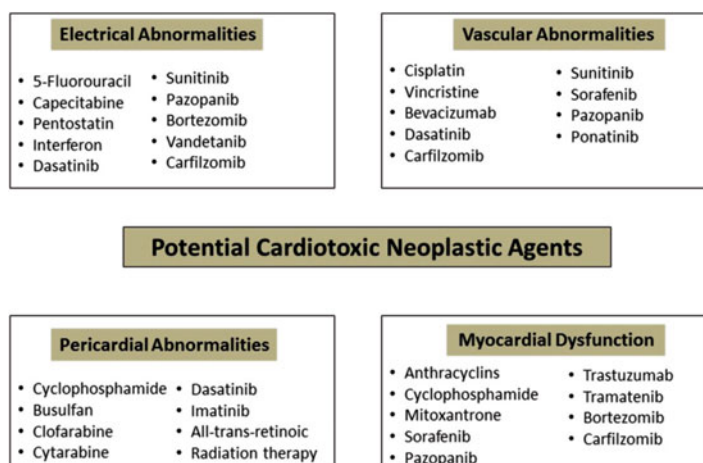 Electrical Abnormalities
• 5-Fluorouracil
• Capecitabine
• Pentostatin
• Interferon
• Dasatinib
• Sunitinib
• Pazopanib
• Bortezomib
• Vandetanib
• Carfilzomib
Vascular Abnormalities
• Cisplatin
• Vincristine
• Bevacizumab
• Dasatinib
• Carfilzomib
• Sunitinib
• Sorafenib
• Pazopanib
• Ponatinib
Potential Cardiotoxic Neoplastic Agents
Pericardial Abnormalities
• Cyclophosphamide
• Busulfan
• Clofarabine
• Cytarabine
• Dasatinib
• Imatinib
• All-trans-retinoic
• Radiation therapy
Myocardial Dysfunction
• Anthracyclins
• Cyclophosphamide
• Mitoxantrone
• Sorafenib
• Pazopanib
• Trastuzumab
• Tramatenib
• Bortezomib
• Carfilzomib